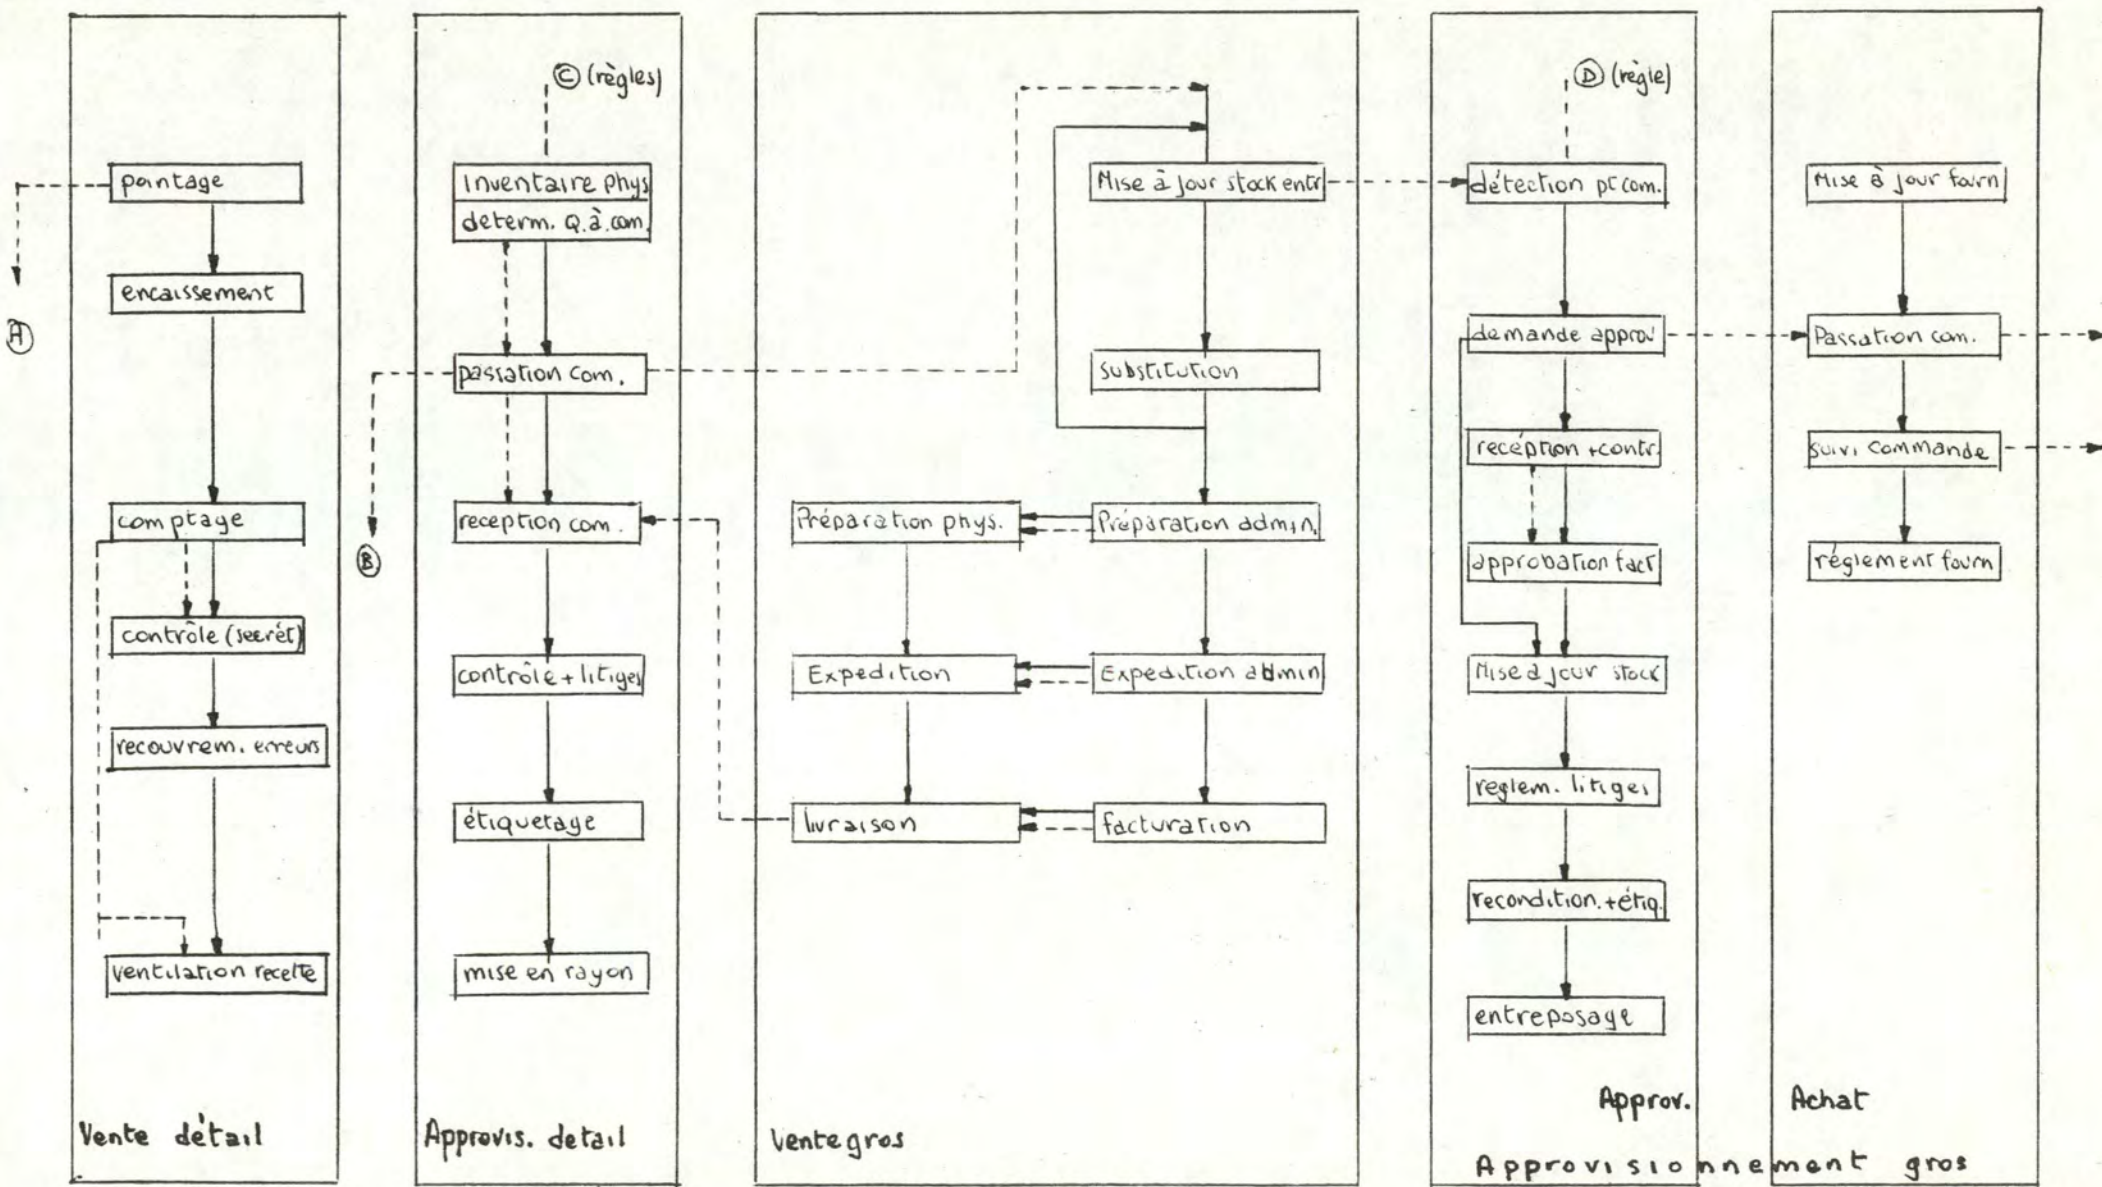 pointage
encaissement
comptage
contrôle (secrét)
recouvrem. erreurs
ventilation recette
A
Vente détail
C (règles)
Inventaire phys
determ. Q.à.com.
passation com.
reception com.
contrôle + litiges
étiquetage
mise en rayon
B
Approvis. detail
Mise à jour stock entr
substitution
Préparation phys.
Préparation admin.
Expedition
Expedition admin
livraison
facturation
Vente gros
D (règle)
détection pt com.
demande approv
recéption + contr.
approbation fact
Mise a jour stock
reglem. litiges
recondition. + étiq.
entreposage
Approv.
Mise à jour fourn
Passation com.
suivi commande
réglement fourn
Achat
Approvisionnement gros